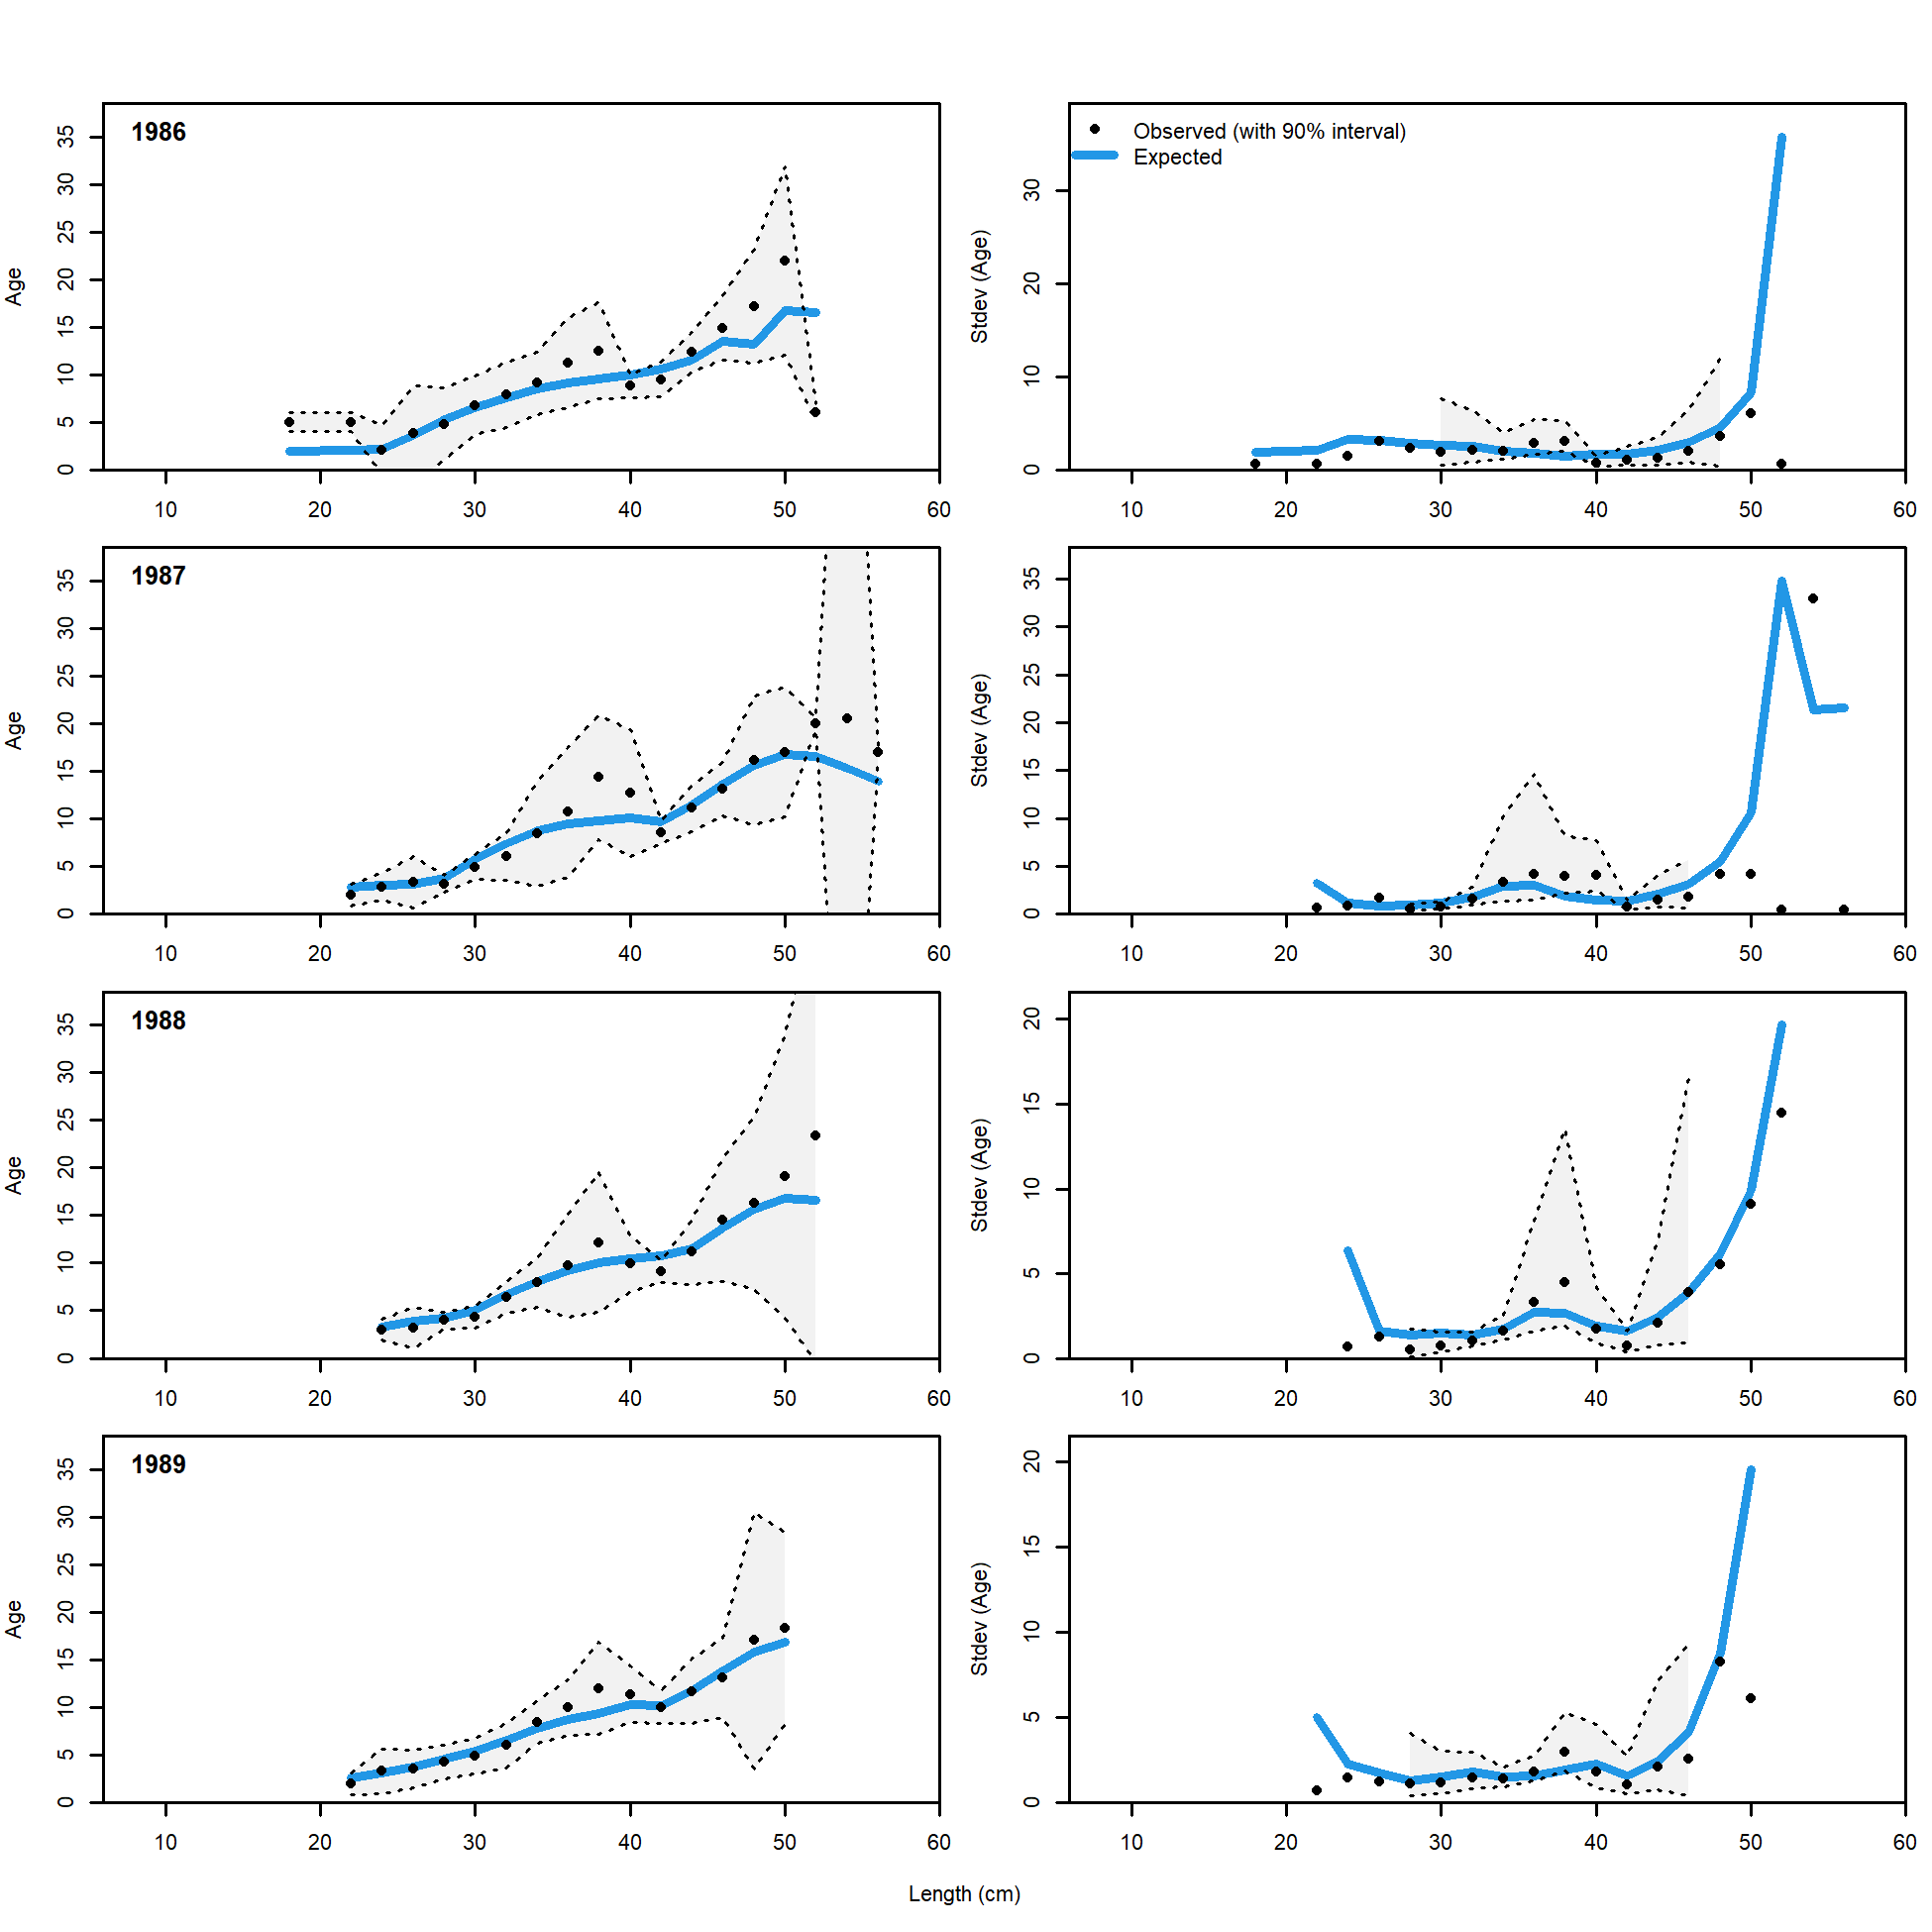 1986
Age
0 5 10 15 20 25 30 35
10 20 30 40 50 60
Observed (with 90% interval)
Expected
Stdev (Age)
0 10 20 30
10 20 30 40 50 60
1987
Age
0 5 10 15 20 25 30 35
10 20 30 40 50 60
Stdev (Age)
0 5 10 15 20 25 30 35
10 20 30 40 50 60
1988
Age
0 5 10 15 20 25 30 35
10 20 30 40 50 60
Stdev (Age)
0 5 10 15 20
10 20 30 40 50 60
1989
Age
0 5 10 15 20 25 30 35
10 20 30 40 50 60
Stdev (Age)
0 5 10 15 20
10 20 30 40 50 60
Length (cm)